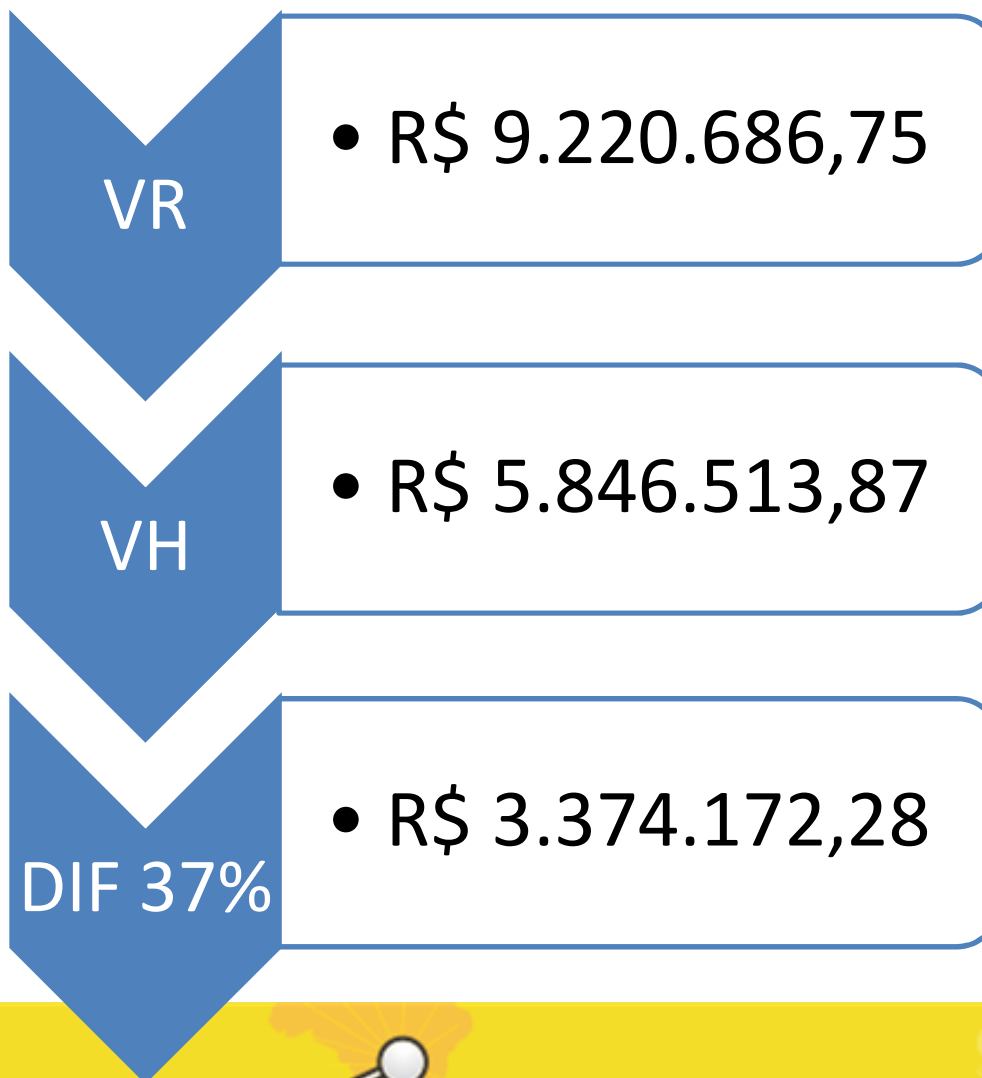 VR
• R$ 9.220.686,75
VH
• R$ 5.846.513,87
DIF 37%
• R$ 3.374.172,28